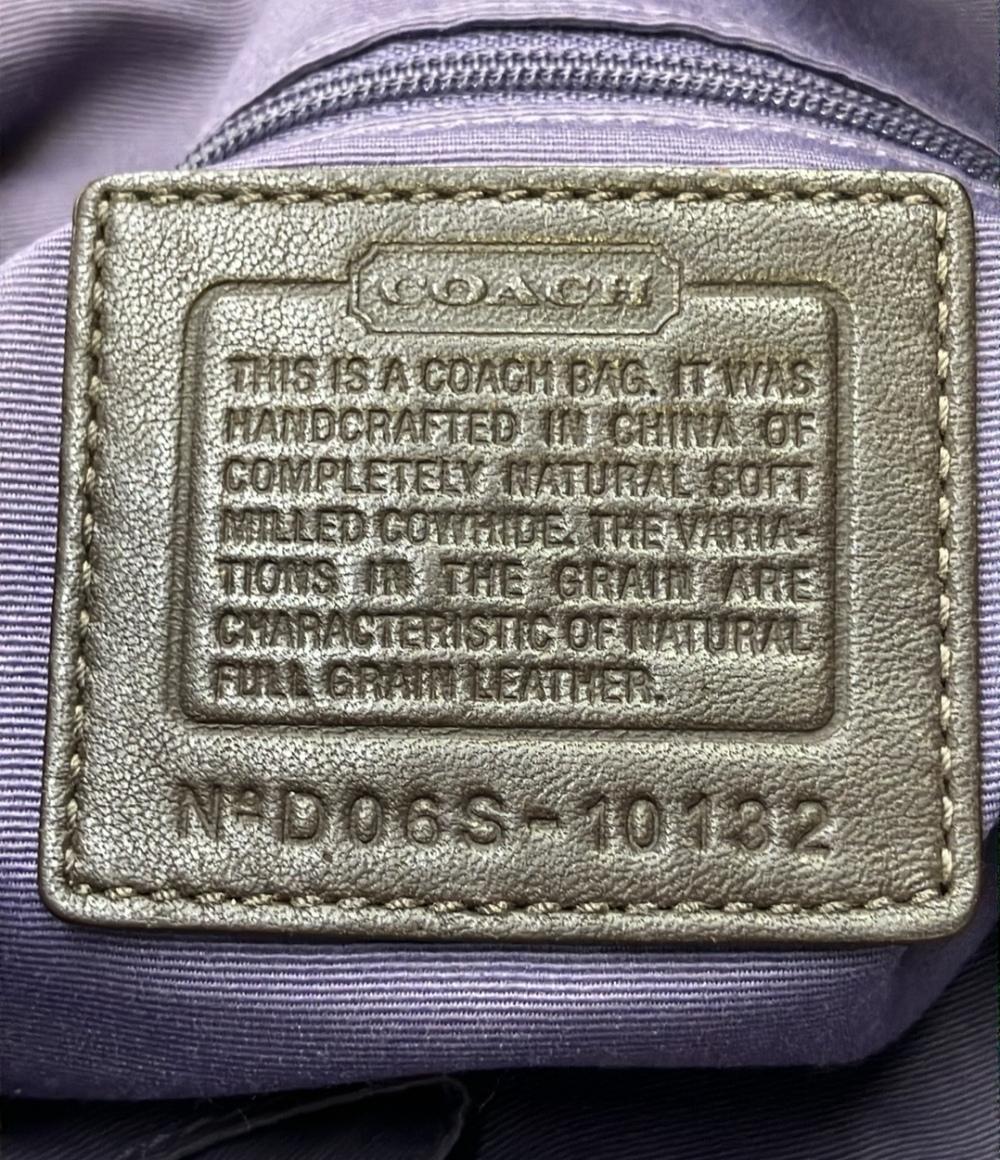 COACH
THIS IS A COACH BAG. IT WAS
HANDCRAFTED IN CHINA OF
COMPLETELY NATURAL SOFT
MILLED COWHIDE. THE VARIA-
TIONS IN THE GRAIN ARE
CHARACTERISTIC OF NATURAL
FULL GRAIN LEATHER.
Nº D06S-10182